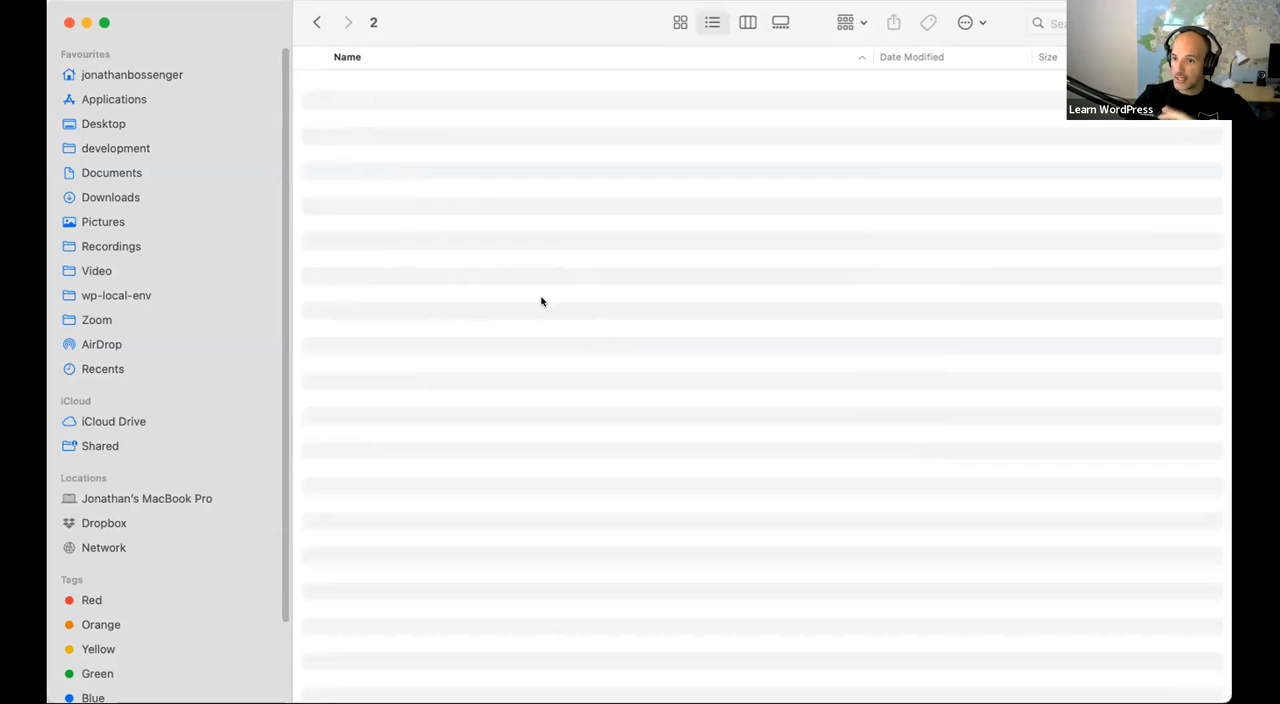 2
Sea
Favourites
jonathanbossenger
Applications
Desktop
development
Documents
Downloads
Pictures
Recordings
Video
wp-local-env
Zoom
AirDrop
Recents
iCloud
iCloud Drive
Shared
Locations
Jonathan's MacBook Pro
Dropbox
Network
Tags
Red
Orange
Yellow
Green
Blue
Name
Date Modified
Size
Learn WordPress